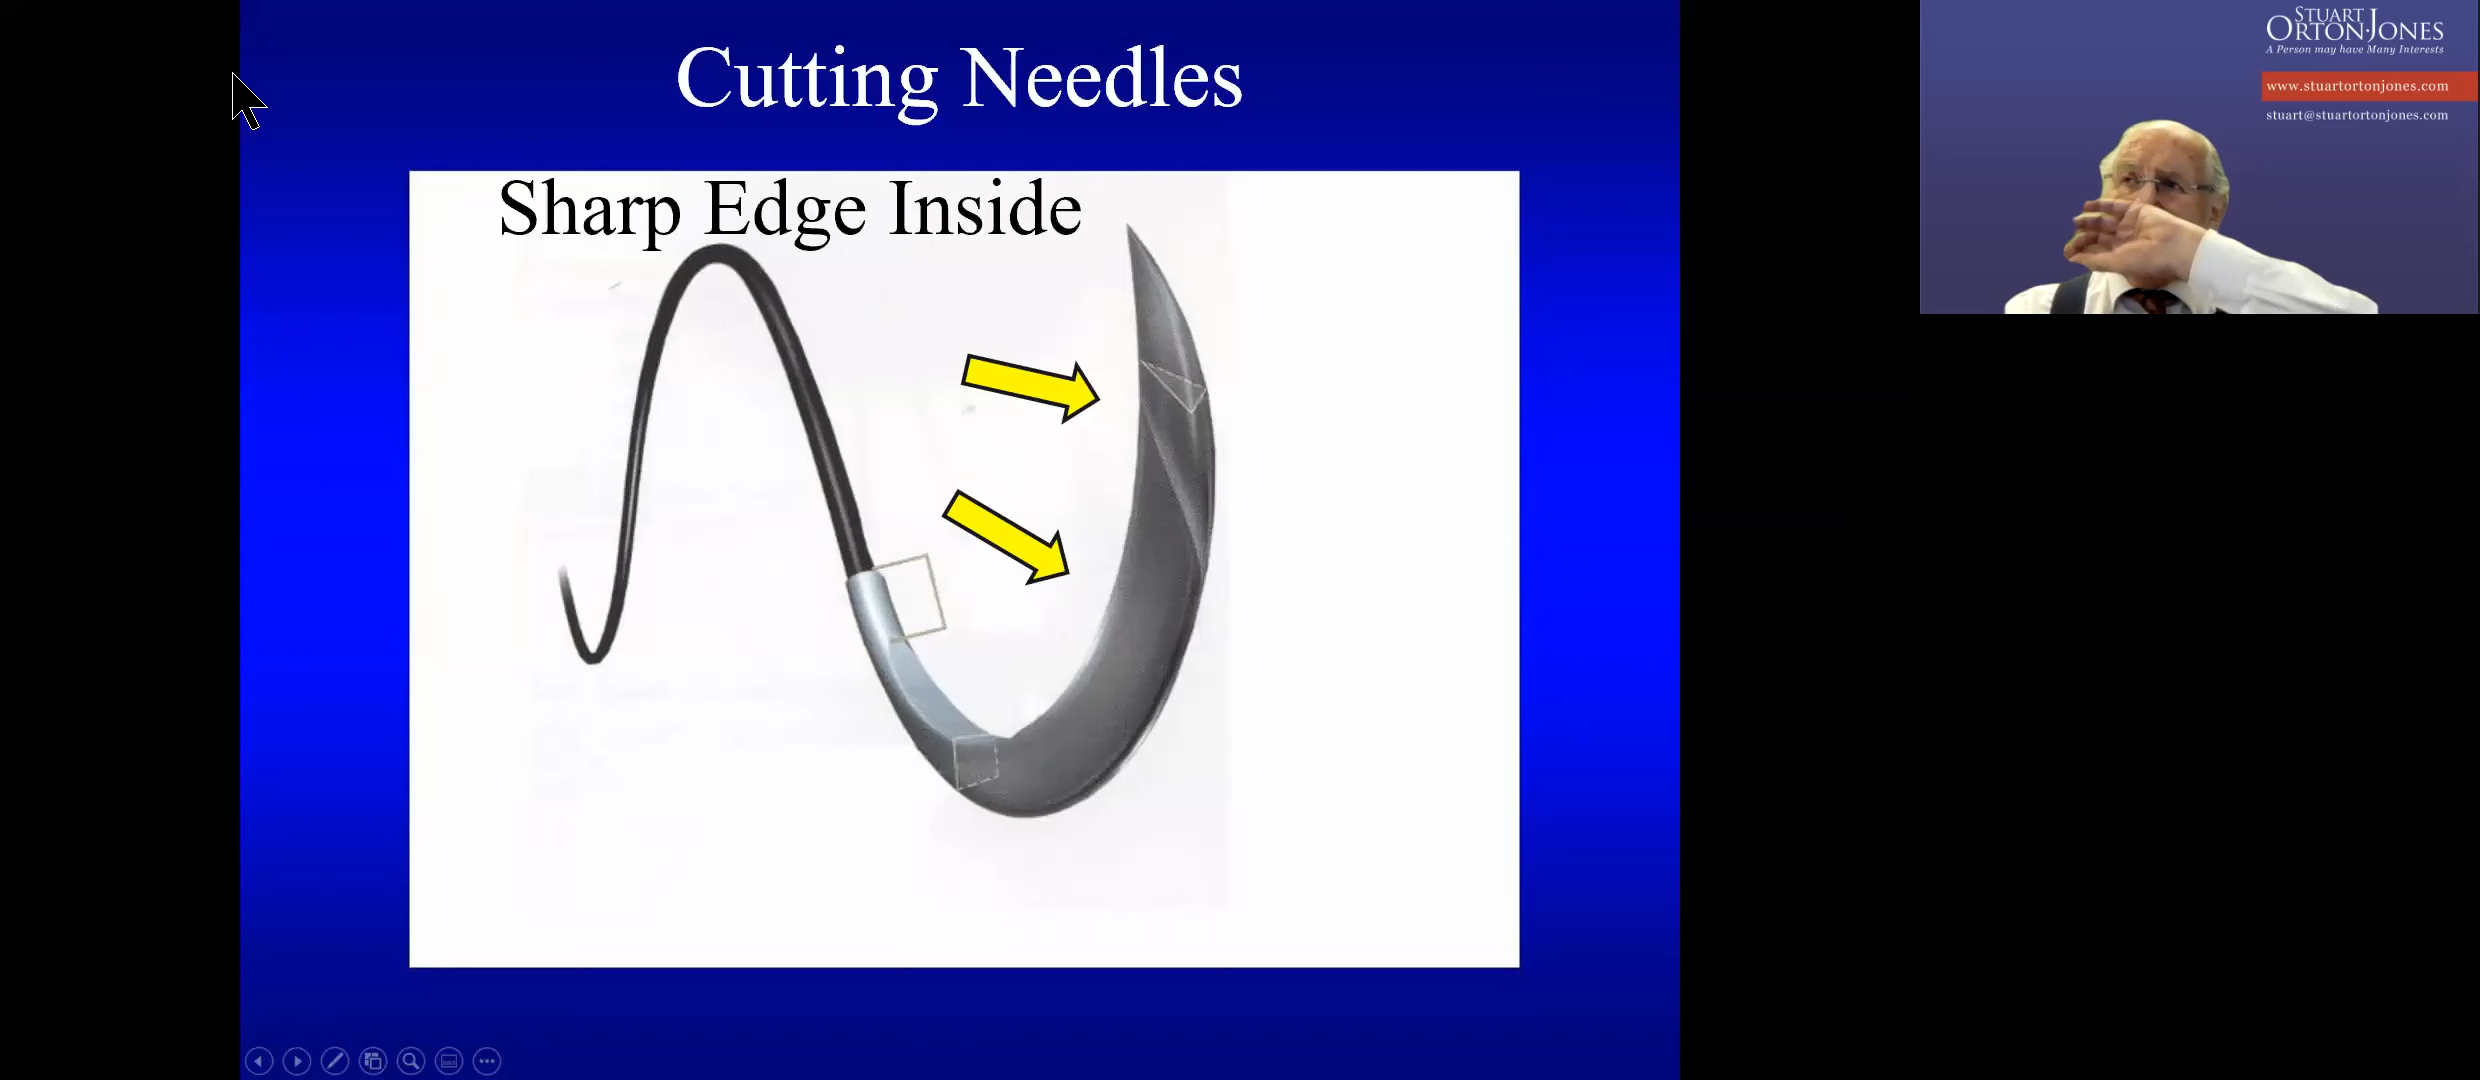 Cutting Needles
Sharp Edge Inside
STUART
ORTON-JONES
A Person may have Many Interests
www.stuartortonjones.com
stuart@stuartortonjones.com